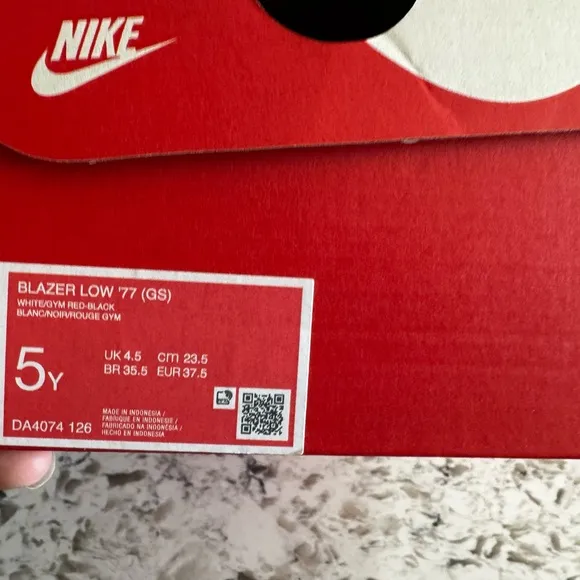 NIKE
BLAZER LOW '77 (GS)
WHITE/GYM RED-BLACK
BLANC/NOIR/ROUGE GYM
5Y
UK 4.5 cm 23.5
BR 35.5 EUR 37.5
DA4074 126
MADE IN INDONESIA /
FABRIQUE EN INDONESIE /
FABRICADO NA INDONESIA /
HECHO EN INDONESIA